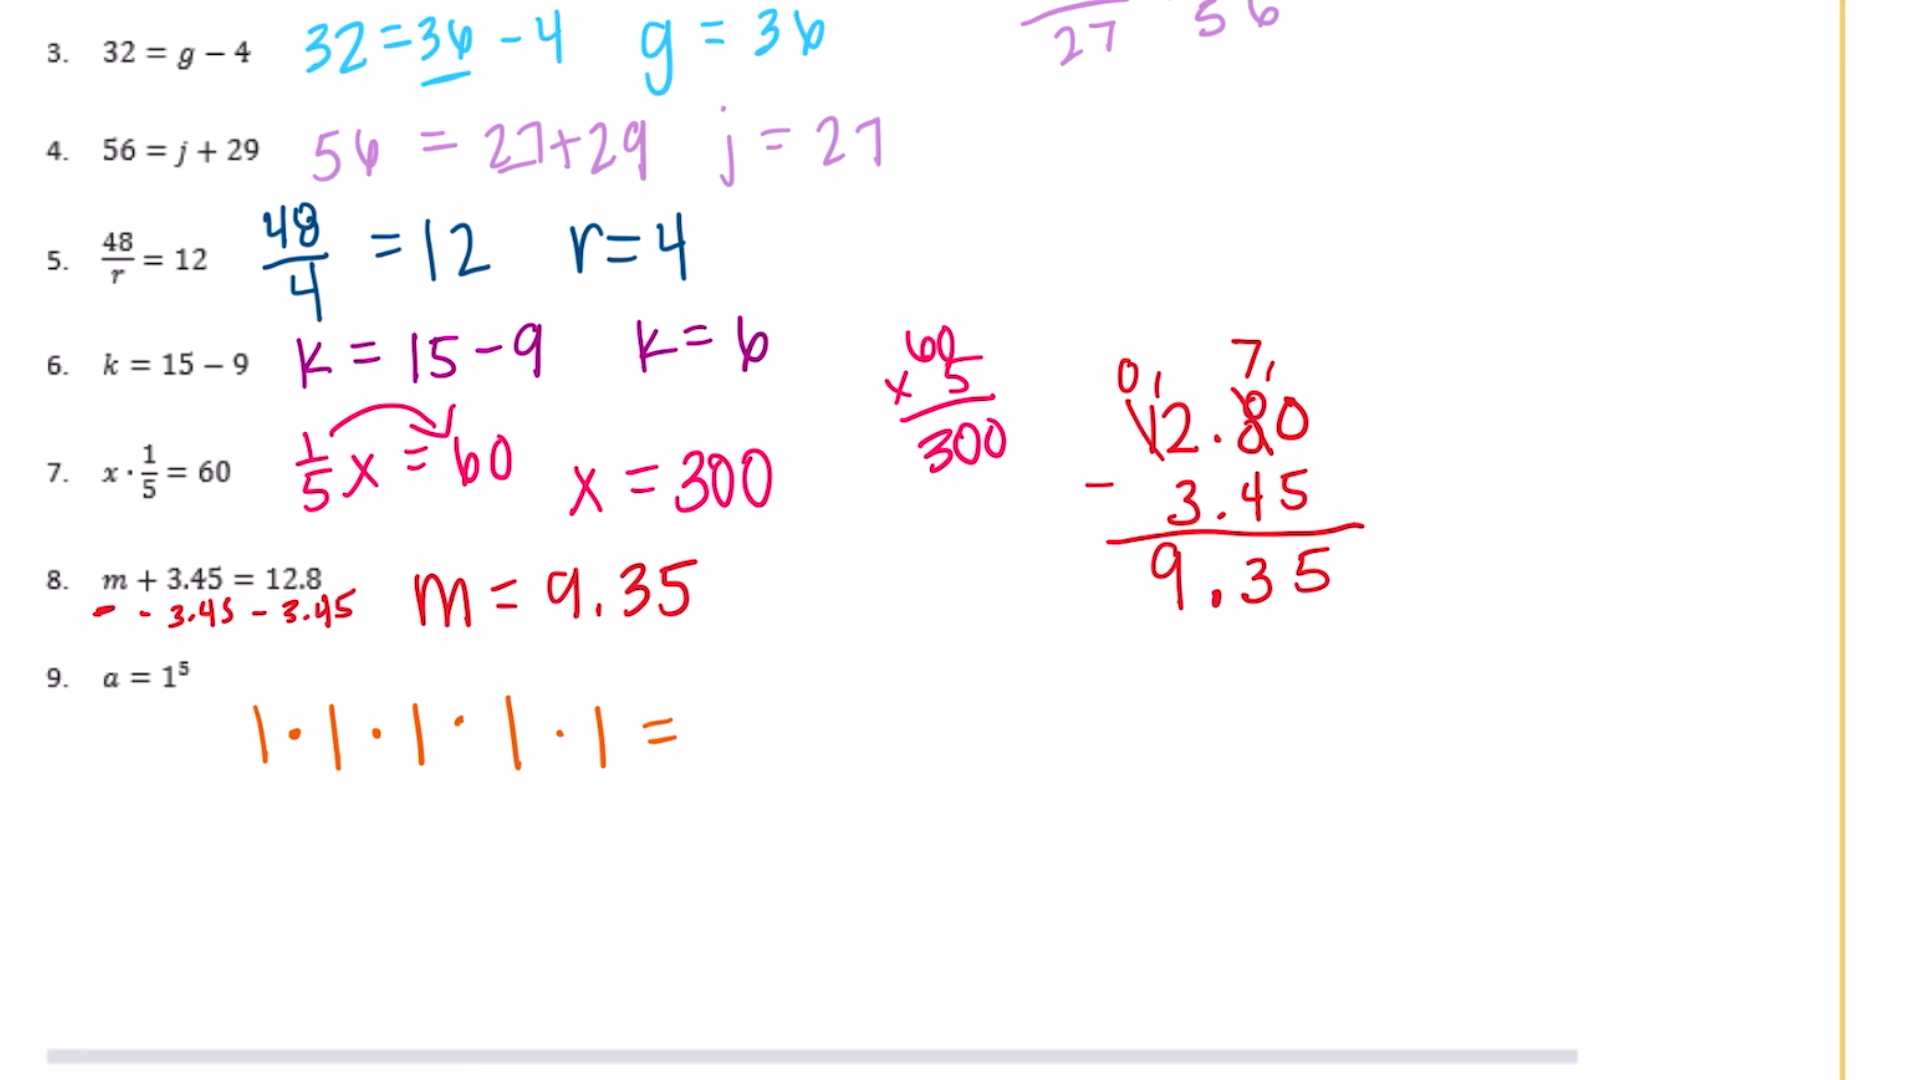 3. 32 = g − 4 32 = 36 − 4 g = 36
27 56
4. 56 = j + 29 56 = 27 + 29 j = 27
5. 48/r = 12 48/4 = 12 r = 4
6. k = 15 − 9 k = 15 − 9 k = 6
7. x · 1/5 = 60 1/5 x = 60 x = 300
60
x 5
300
0 1 7 1
12.80
− 3.45
9.35
8. m + 3.45 = 12.8 m = 9.35
- - 3.45 - 3.45
9. a = 1⁵
1 · 1 · 1 · 1 · 1 =